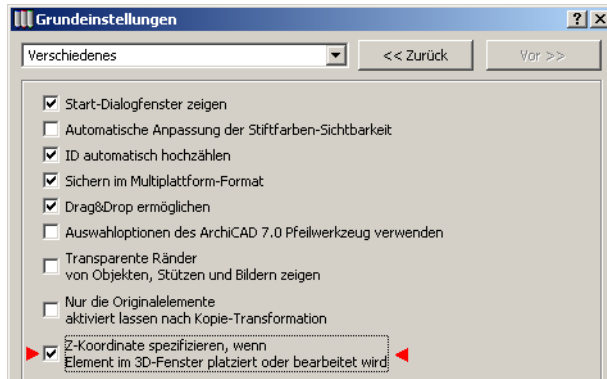 Grundeinstellungen
Verschiedenes
<< Zurück
Vor >>
Start-Dialogfenster zeigen
Automatische Anpassung der Stiftfarben-Sichtbarkeit
ID automatisch hochzählen
Sichern im Multiplattform-Format
Drag&Drop ermöglichen
Auswahloptionen des ArchiCAD 7.0 Pfeilwerkzeug verwenden
Transparente Ränder
von Objekten, Stützen und Bildern zeigen
Nur die Originalelemente
aktiviert lassen nach Kopie-Transformation
Z-Koordinate spezifizieren, wenn
Element im 3D-Fenster platziert oder bearbeitet wird